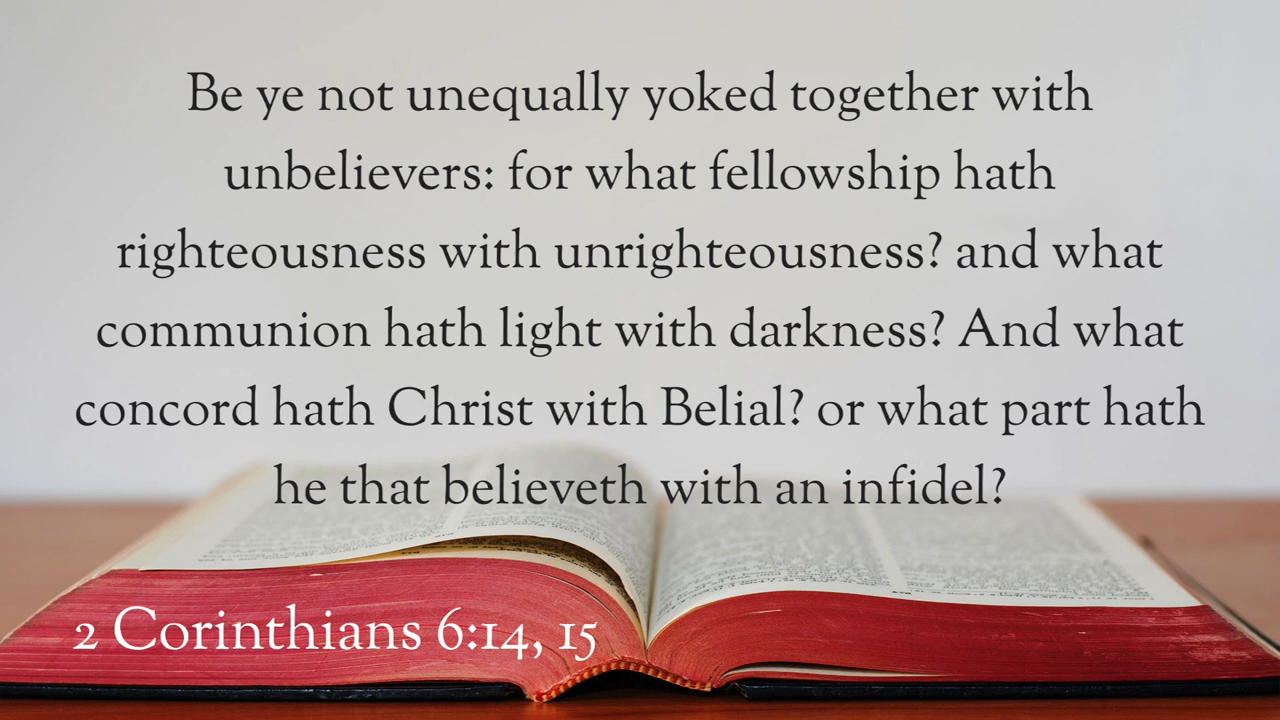 Be ye not unequally yoked together with
unbelievers: for what fellowship hath
righteousness with unrighteousness? and what
communion hath light with darkness? And what
concord hath Christ with Belial? or what part hath
he that believeth with an infidel?
2 Corinthians 6:14, 15